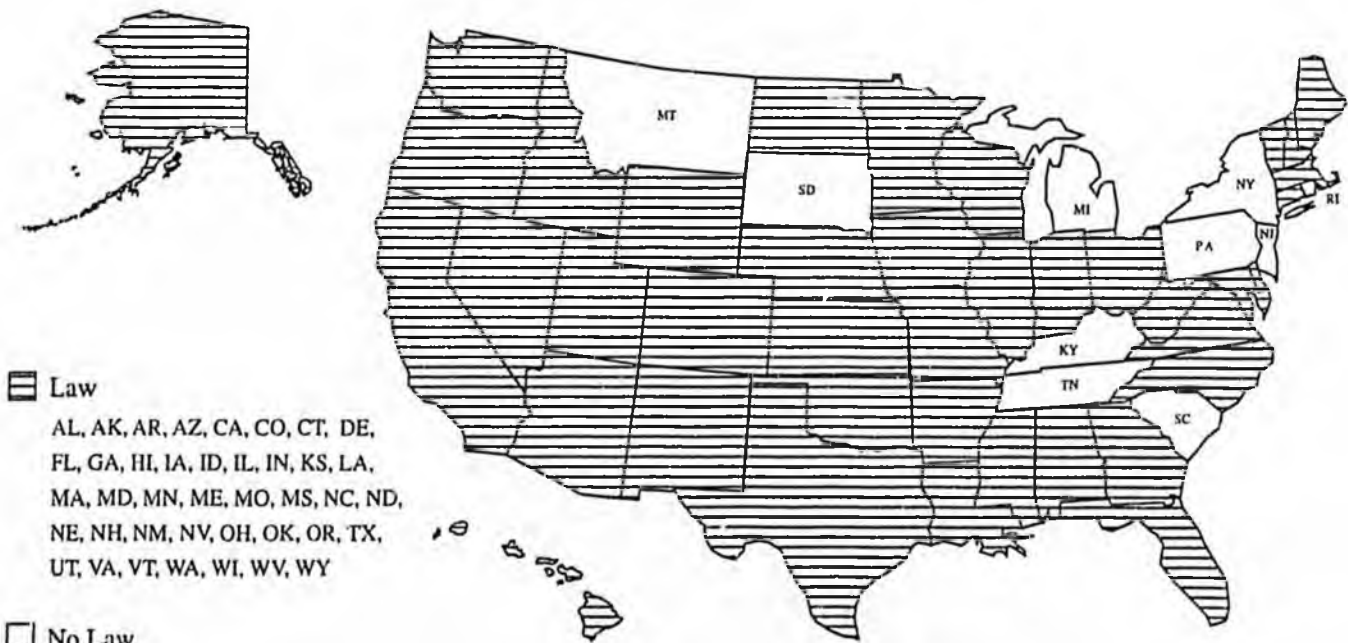 MT
SD
NY
MI
RI
PA
NJ
KY
TN
SC
Law
AL, AK, AR, AZ, CA, CO, CT, DE,
FL, GA, HI, IA, ID, IL, IN, KS, LA,
MA, MD, MN, ME, MO, MS, NC, ND,
NE, NH, NM, NV, OH, OK, OR, TX,
UT, VA, VT, WA, WI, WV, WY
No Law